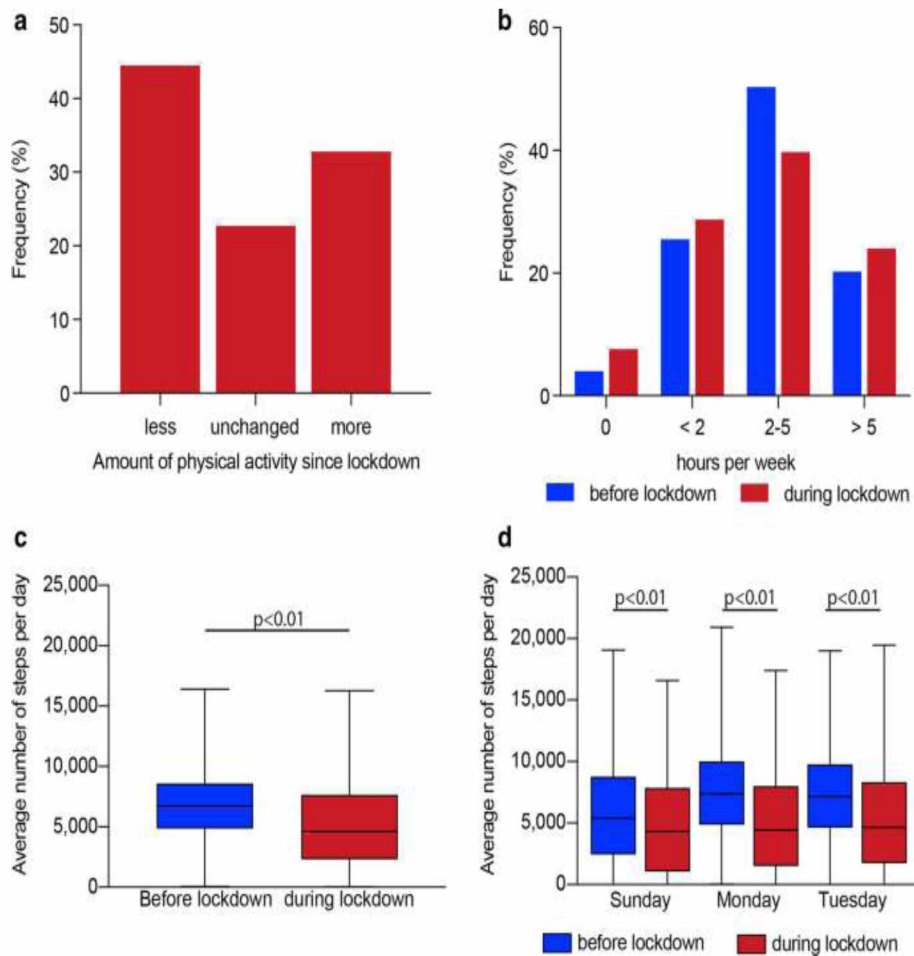 a
50
40
30
20
10
0
Frequency (%)
less unchanged more
Amount of physical activity since lockdown
b
60
40
20
0
Frequency (%)
0 < 2 2-5 > 5
hours per week
before lockdown during lockdown
c
25,000
20,000
15,000
10,000
5,000
0
Average number of steps per day
p<0.01
Before lockdown during lockdown
d
25,000
20,000
15,000
10,000
5,000
0
Average number of steps per day
p<0.01 p<0.01 p<0.01
Sunday Monday Tuesday
before lockdown during lockdown